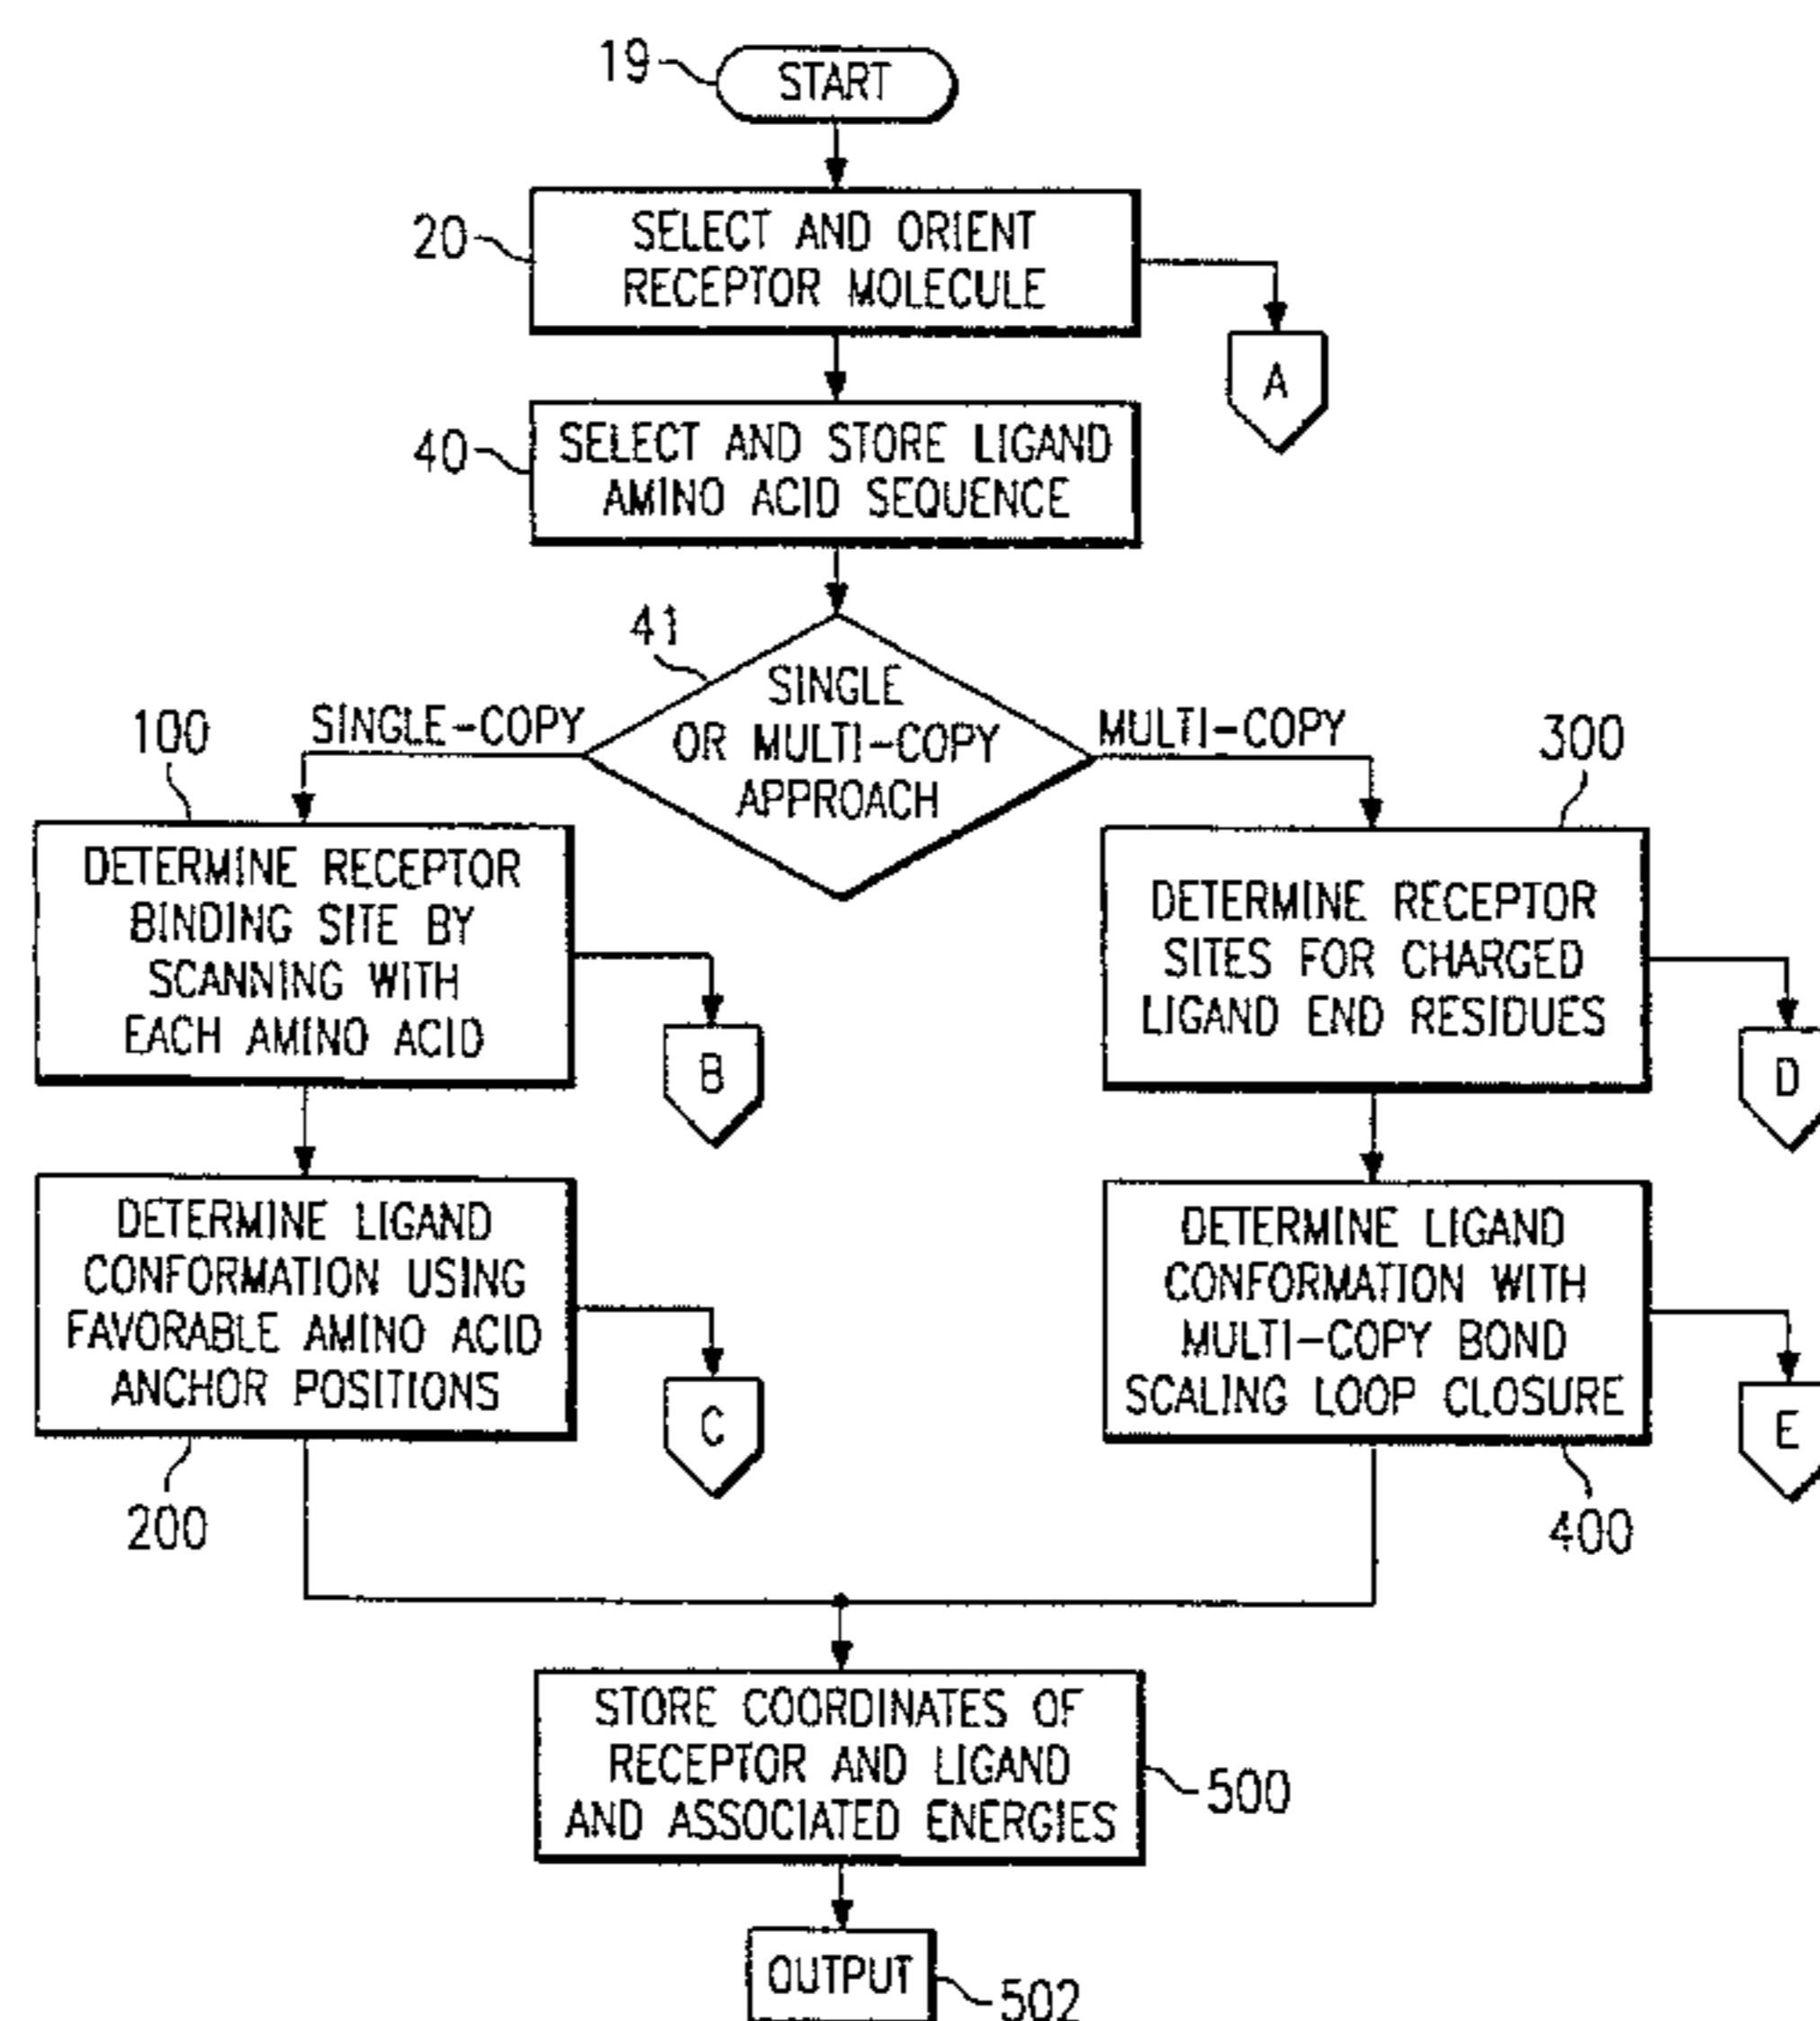 19
START
20
SELECT AND ORIENT
RECEPTOR MOLECULE
A
40
SELECT AND STORE LIGAND
AMINO ACID SEQUENCE
41
SINGLE
OR MULTI-COPY
APPROACH
SINGLE-COPY
MULTI-COPY
100
DETERMINE RECEPTOR
BINDING SITE BY
SCANNING WITH
EACH AMINO ACID
B
300
DETERMINE RECEPTOR
SITES FOR CHARGED
LIGAND END RESIDUES
D
DETERMINE LIGAND
CONFORMATION USING
FAVORABLE AMINO ACID
ANCHOR POSITIONS
200
C
DETERMINE LIGAND
CONFORMATION WITH
MULTI-COPY BOND
SCALING LOOP CLOSURE
400
E
STORE COORDINATES OF
RECEPTOR AND LIGAND
AND ASSOCIATED ENERGIES
500
OUTPUT
502